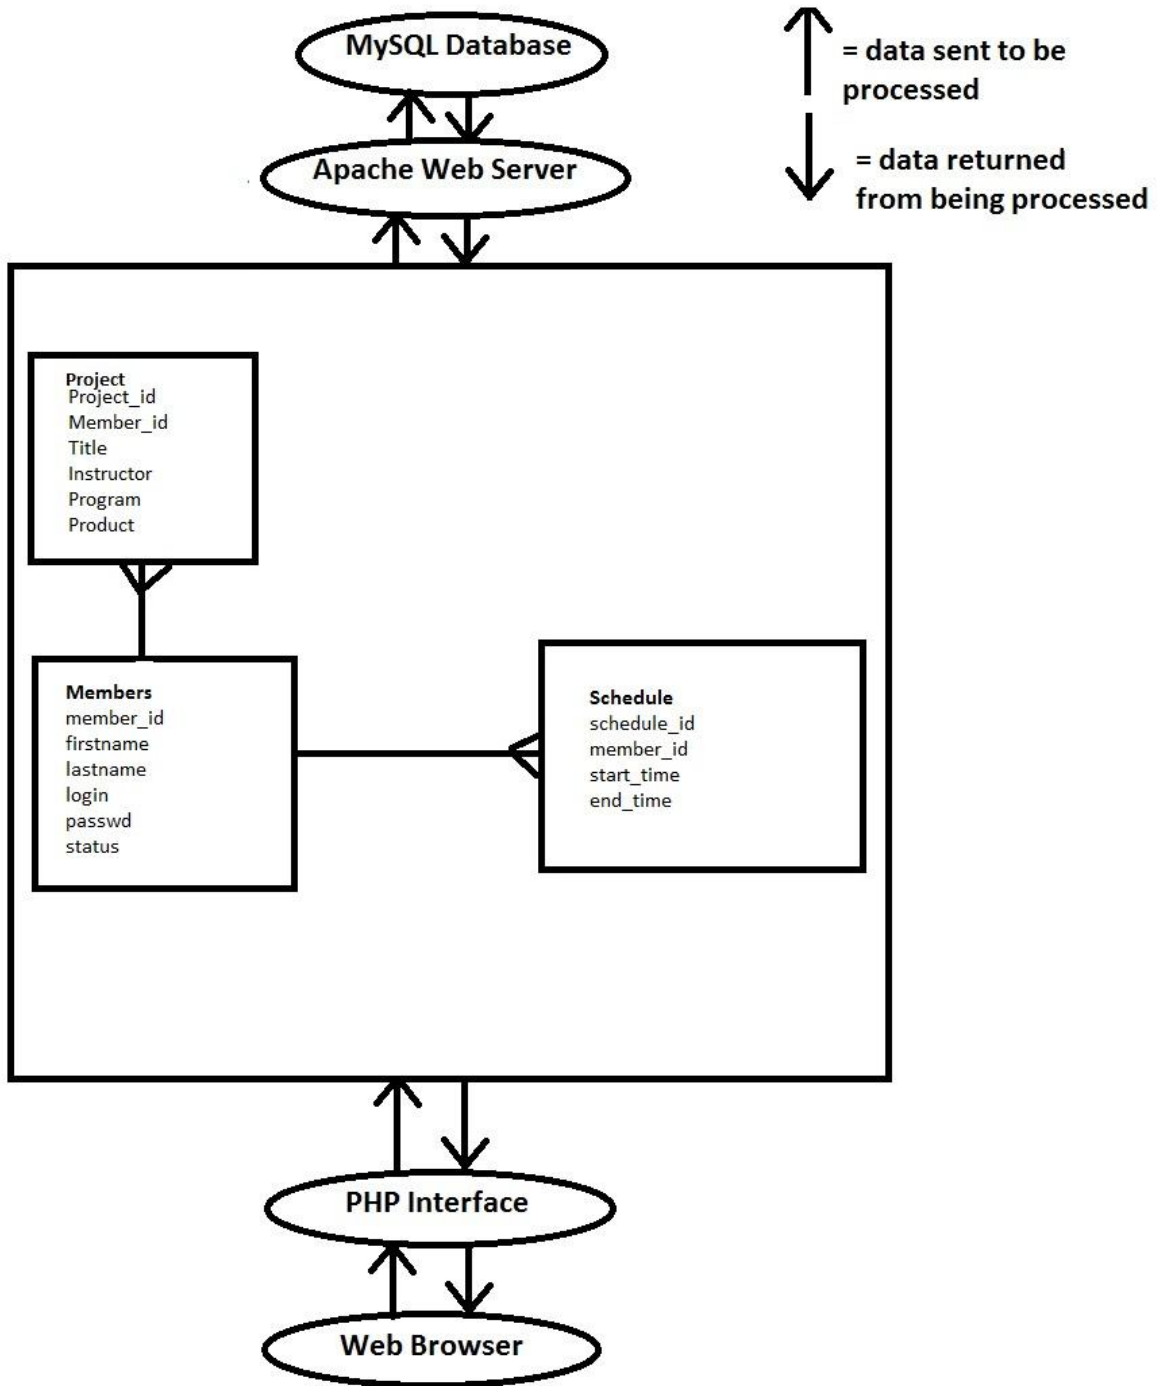 MySQL Database
= data sent to be
processed
Apache Web Server
= data returned
from being processed
Project
Project_id
Member_id
Title
Instructor
Program
Product
Members
member_id
firstname
lastname
login
passwd
status
Schedule
schedule_id
member_id
start_time
end_time
PHP Interface
Web Browser